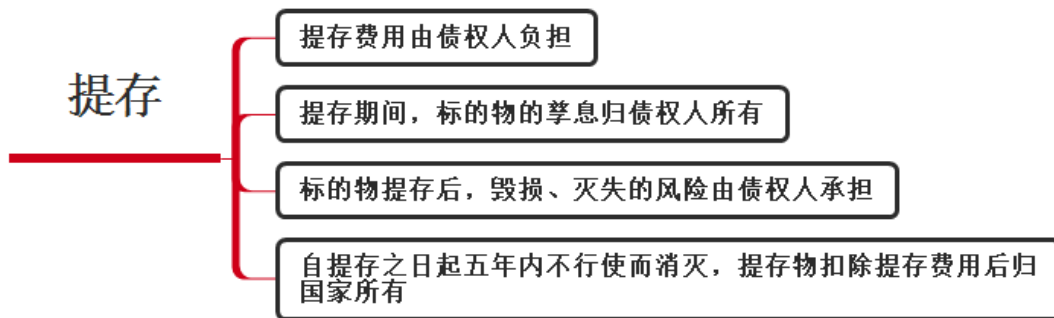 提存
提存费用由债权人负担
提存期间，标的物的孳息归债权人所有
标的物提存后，毁损、灭失的风险由债权人承担
自提存之日起五年内不行使而消灭，提存物扣除提存费用后归
国家所有